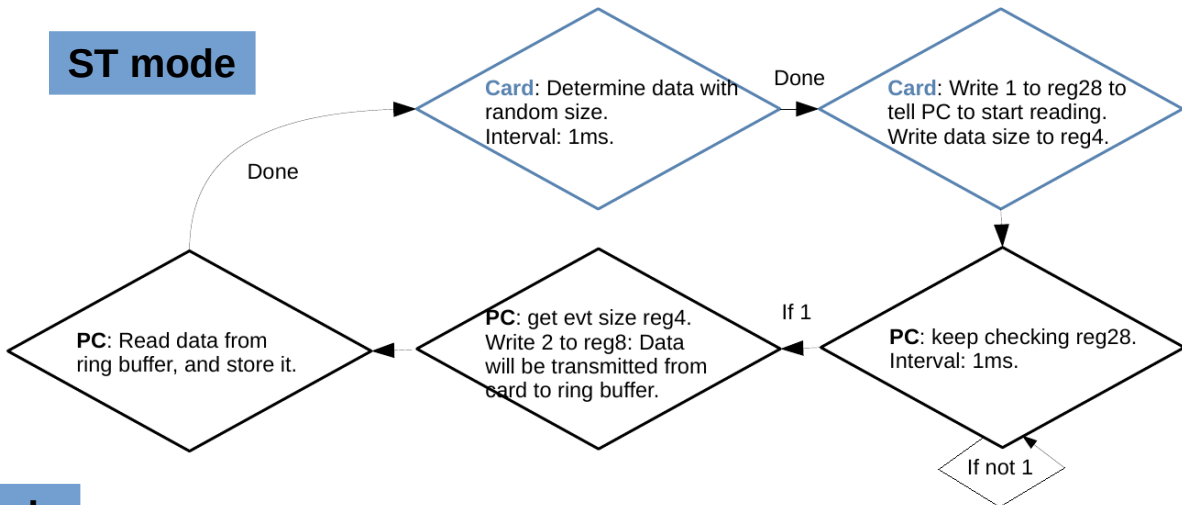 ST mode
Card: Determine data with
random size.
Interval: 1ms.
Done
Card: Write 1 to reg28 to
tell PC to start reading.
Write data size to reg4.
Done
PC: Read data from
ring buffer, and store it.
PC: get evt size reg4.
Write 2 to reg8: Data
will be transmitted from
card to ring buffer.
If 1
PC: keep checking reg28.
Interval: 1ms.
If not 1